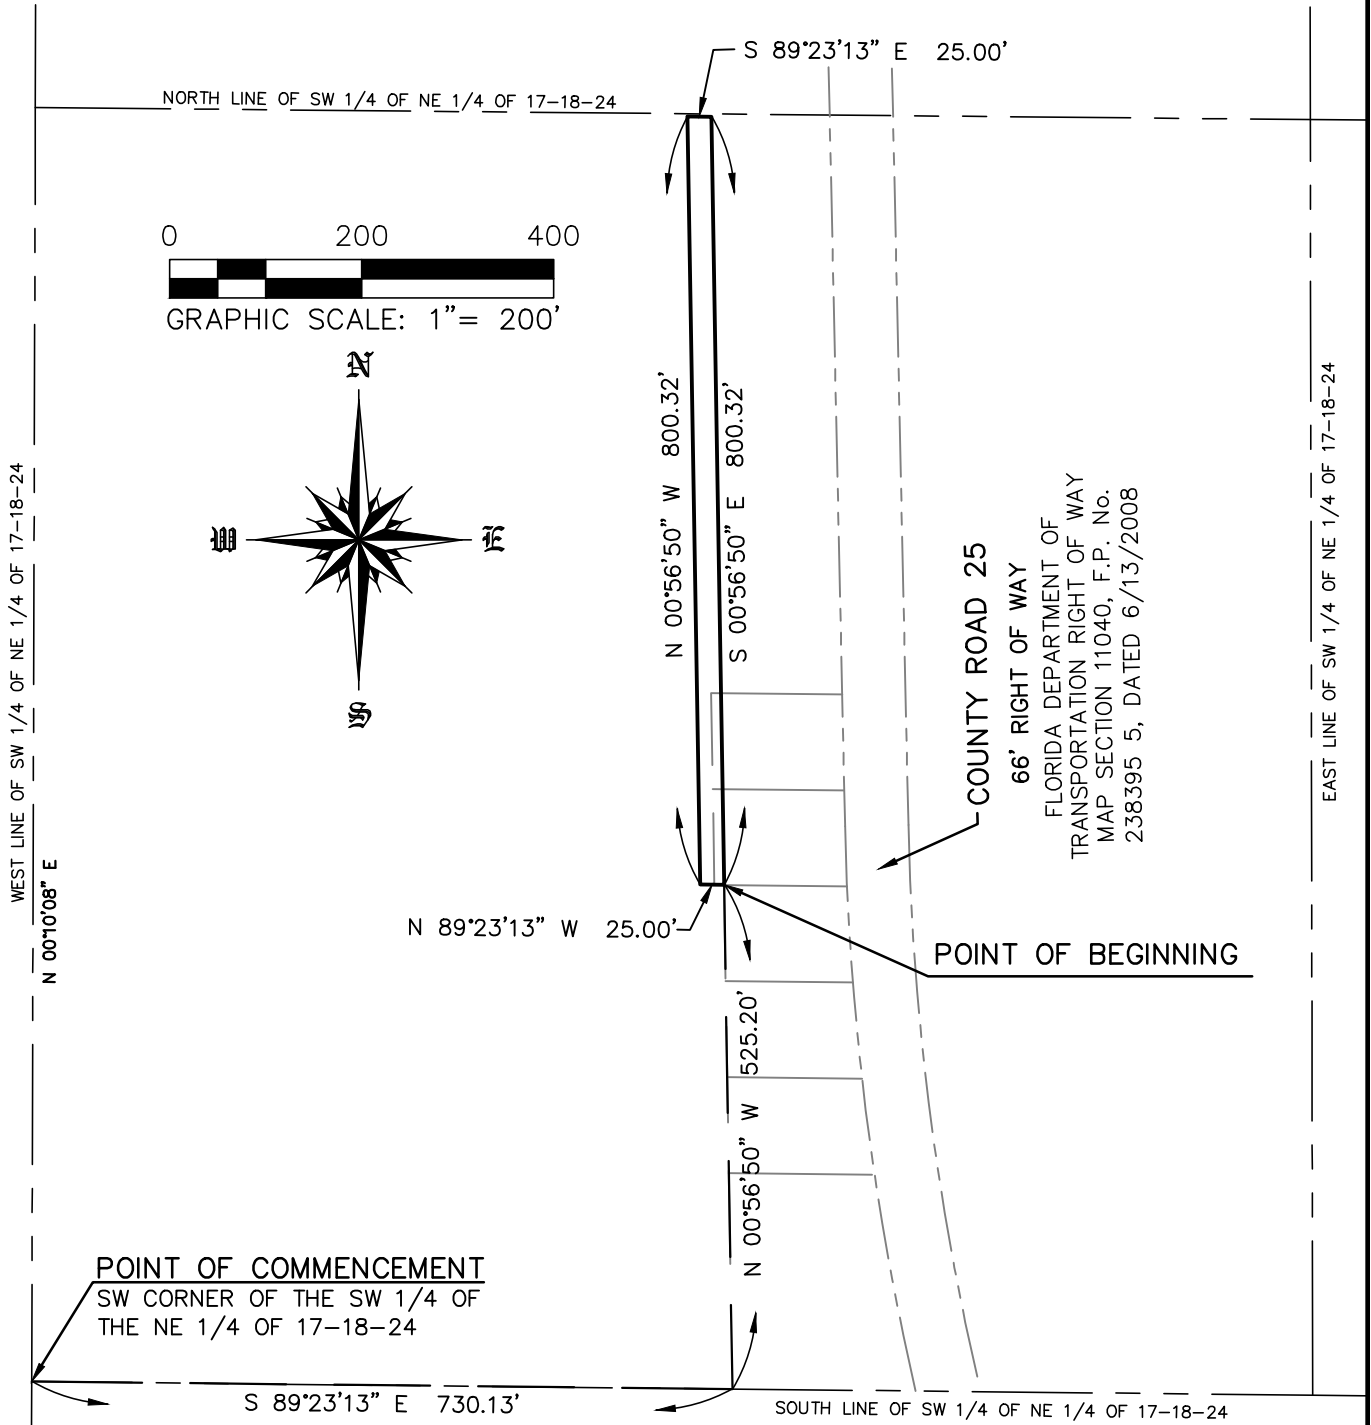 S 89°23'13" E 25.00'
NORTH LINE OF SW 1/4 OF NE 1/4 OF 17-18-24
0 200 400
GRAPHIC SCALE: 1"= 200'
N
W E
S
N 00°56'50" W 800.32'
S 00°56'50" E 800.32'
COUNTY ROAD 25
66' RIGHT OF WAY
FLORIDA DEPARTMENT OF
TRANSPORTATION RIGHT OF WAY
MAP SECTION 11040, F.P. No.
238395 5, DATED 6/13/2008
EAST LINE OF SW 1/4 OF NE 1/4 OF 17-18-24
WEST LINE OF SW 1/4 OF NE 1/4 OF 17-18-24
N 00°10'08" E
N 89°23'13" W 25.00'
POINT OF BEGINNING
N 00°56'50" W 525.20'
POINT OF COMMENCEMENT
SW CORNER OF THE SW 1/4 OF
THE NE 1/4 OF 17-18-24
S 89°23'13" E 730.13'
SOUTH LINE OF SW 1/4 OF NE 1/4 OF 17-18-24